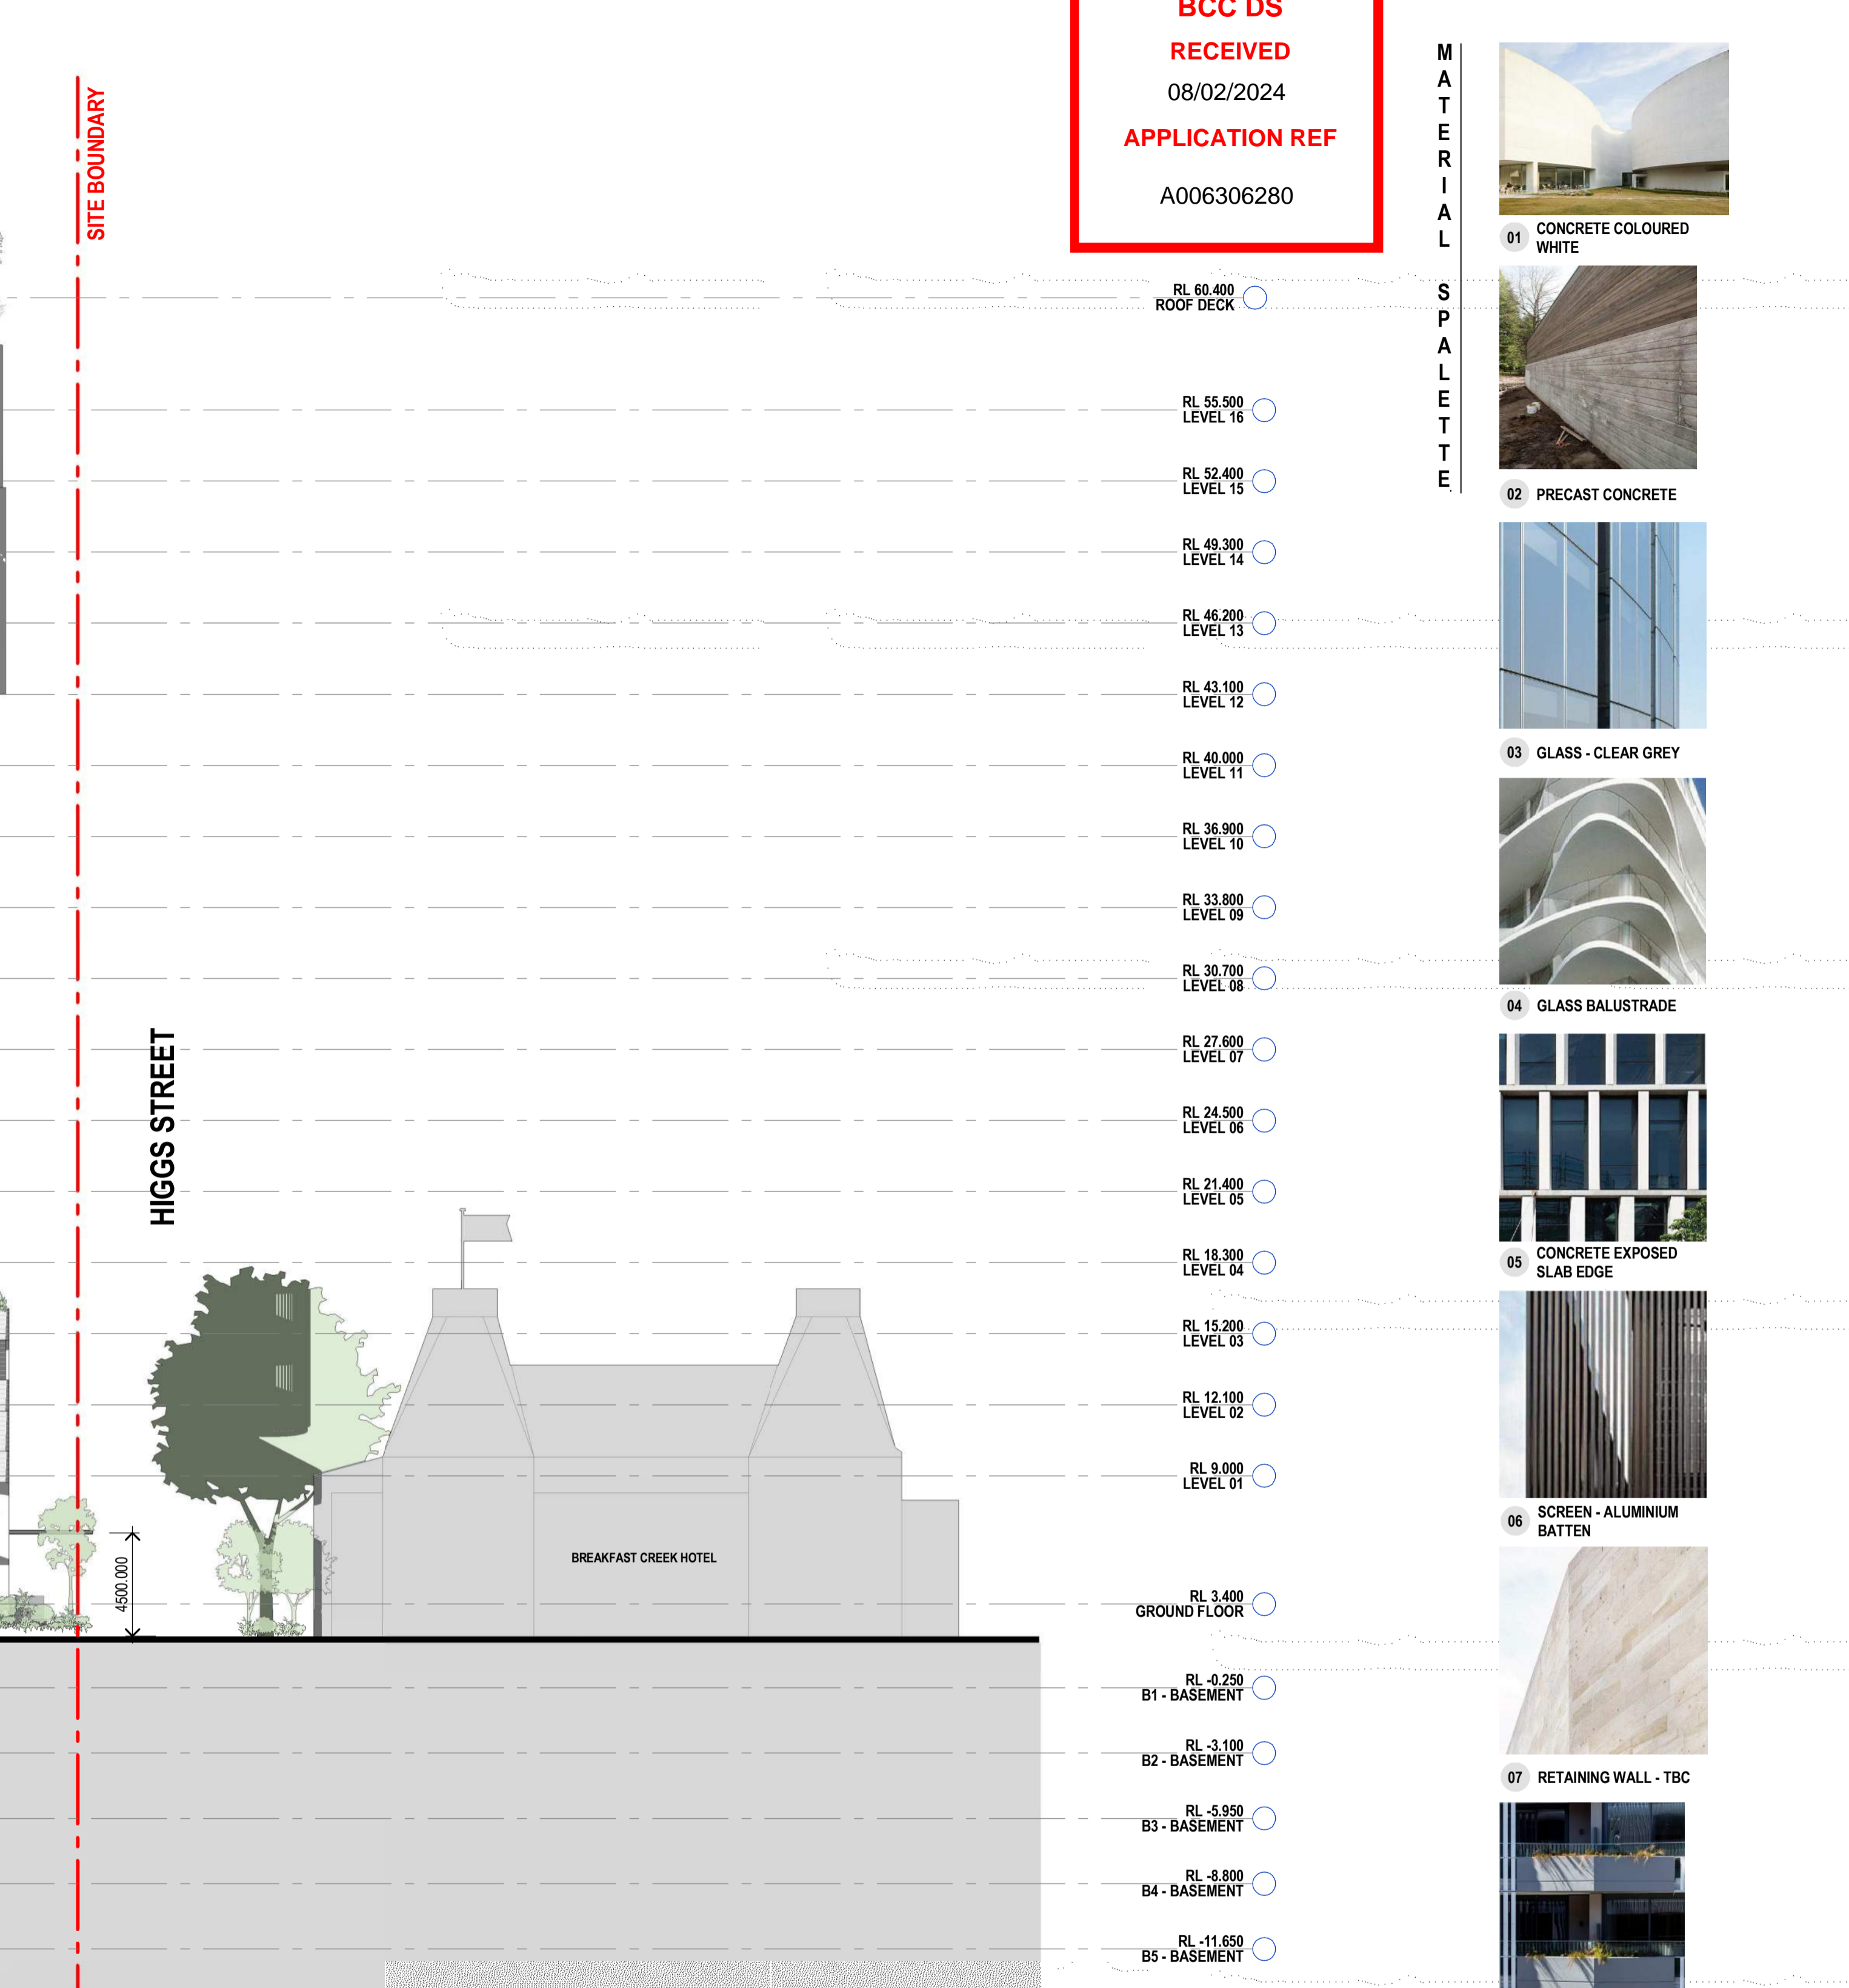 BCC DS
RECEIVED
08/02/2024
APPLICATION REF
A006306280
SITE BOUNDARY
MATERIALS PALETTE
RL 60.400
ROOF DECK
RL 55.500
LEVEL 16
RL 52.400
LEVEL 15
RL 49.300
LEVEL 14
RL 46.200
LEVEL 13
RL 43.100
LEVEL 12
RL 40.000
LEVEL 11
RL 36.900
LEVEL 10
RL 33.800
LEVEL 09
RL 30.700
LEVEL 08
RL 27.600
LEVEL 07
RL 24.500
LEVEL 06
RL 21.400
LEVEL 05
RL 18.300
LEVEL 04
RL 15.200
LEVEL 03
RL 12.100
LEVEL 02
RL 9.000
LEVEL 01
RL 3.400
GROUND FLOOR
RL -0.250
B1 - BASEMENT
RL -3.100
B2 - BASEMENT
RL -5.950
B3 - BASEMENT
RL -8.800
B4 - BASEMENT
RL -11.650
B5 - BASEMENT
HIGGS STREET
BREAKFAST CREEK HOTEL
4500.000
01 CONCRETE COLOURED
WHITE
02 PRECAST CONCRETE
03 GLASS - CLEAR GREY
04 GLASS BALUSTRADE
05 CONCRETE EXPOSED
SLAB EDGE
06 SCREEN - ALUMINIUM
BATTEN
07 RETAINING WALL - TBC